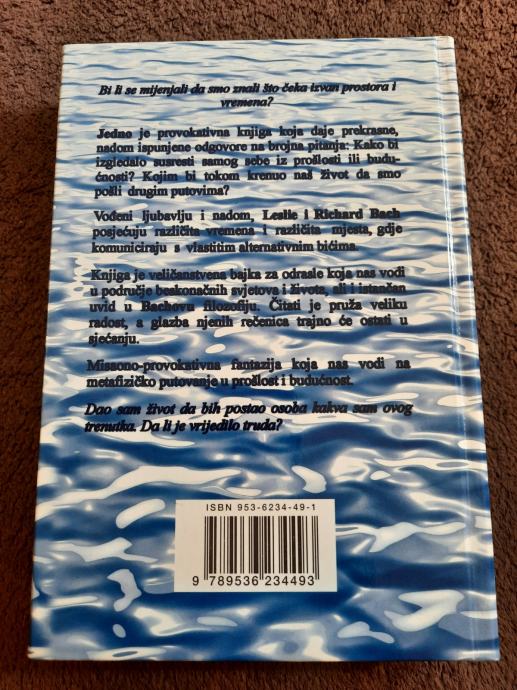 Bi li se mijenjali da smo znali što čeka izvan prostora i
vremena?
Jedno je provokativna knjiga koja daje prekrasne,
nadom ispunjene odgovore na brojna pitanja: Kako bi
izgledalo susresti samog sebe iz prošlosti ili budu-
ćnosti? Kojim bi tokom krenuo naš život da smo
pošli drugim putovima?
Vođeni ljubavlju i nadom, Leslie i Richard Bach
posjećuju različita vremena i različita mjesta, gdje
komuniciraju s vlastitim alternativnim bićima.
Knjiga je veličanstvena bajka za odrasle koja nas vodi
u područje beskonačnih svjetova i života, ali i istančan
uvid u Bachovu filozofiju. Čitati je pruža veliku
radost, a glazba njenih rečenica trajno će ostati u
sjećanju.
Missono-provokativna fantazija koja nas vodi na
metafizičko putovanje u prošlost i budućnost.
Dao sam život da bih postao osoba kakva sam ovog
trenutka. Da li je vrijedilo truda?
ISBN 953-6234-49-1
9 789536 234493